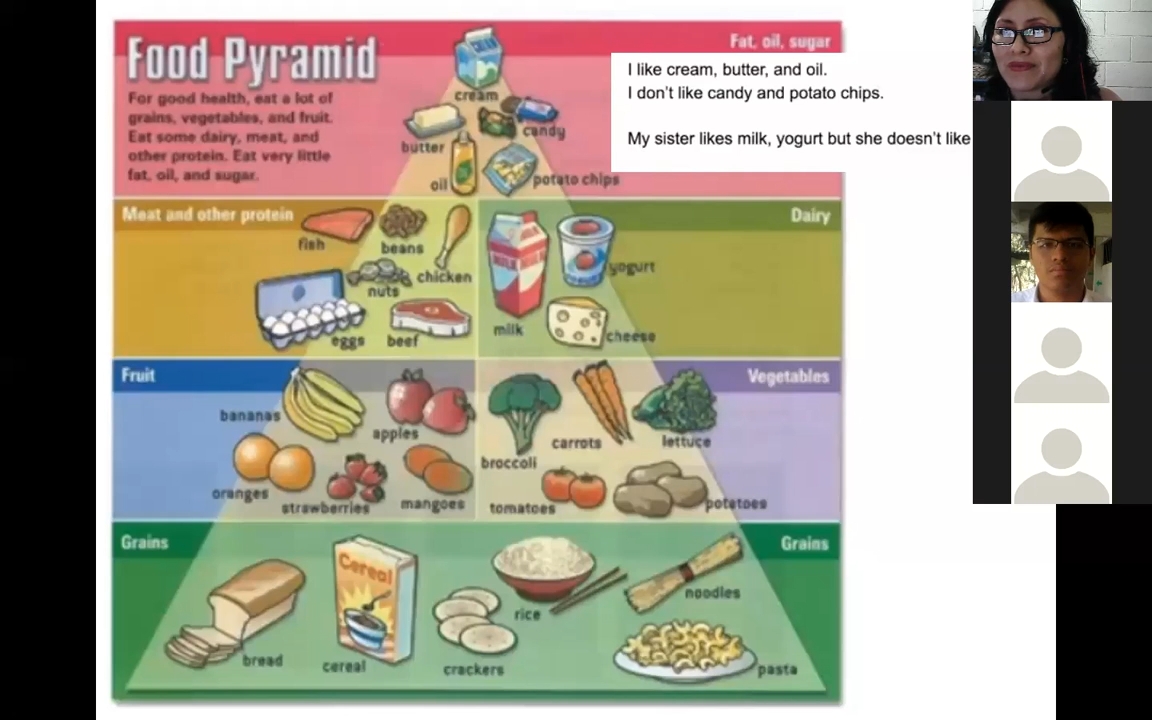 Food Pyramid
For good health, eat a lot of
grains, vegetables, and fruit.
Eat some dairy, meat, and
other protein. Eat very little
fat, oil, and sugar.
Fat, oil, sugar
I like cream, butter, and oil.
I don't like candy and potato chips.
My sister likes milk, yogurt but she doesn't like
CREAM
cream
butter
candy
oil
potato chips
Meat and other protein
fish
beans
chicken
nuts
eggs
beef
Dairy
MILK
milk
yogurt
cheese
Fruit
bananas
apples
oranges
strawberries
mangoes
Vegetables
broccoli
carrots
lettuce
tomatoes
potatoes
Grains
Grains
bread
Cereal
cereal
crackers
rice
noodles
pasta